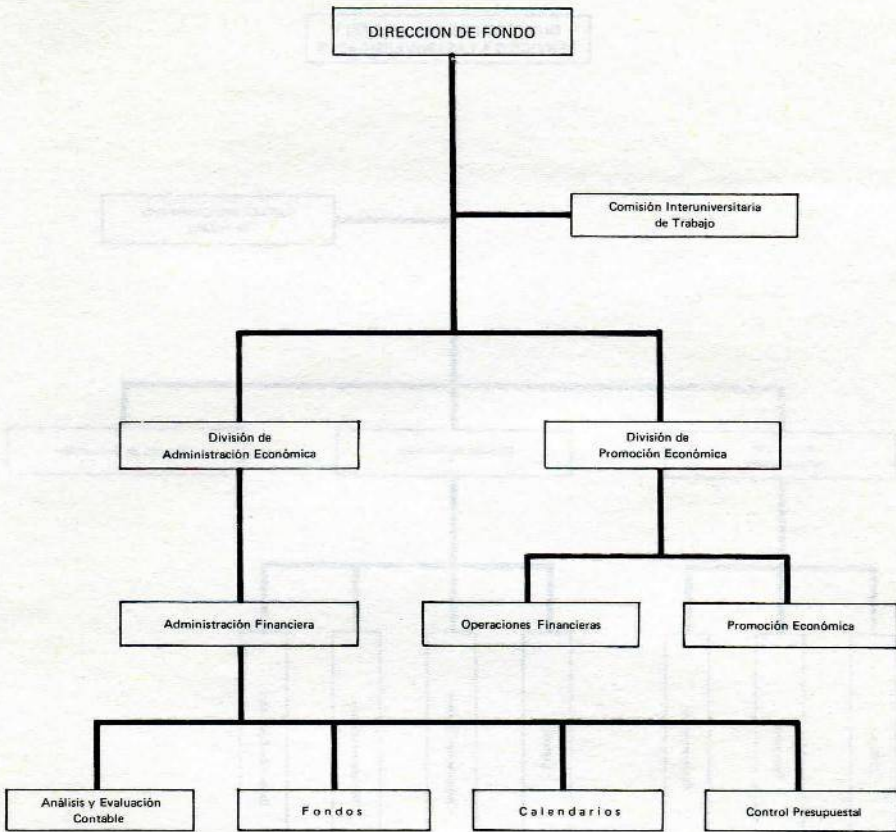 DIRECCION DE FONDO
Comisión Interuniversitaria
de Trabajo
División de
Administración Económica
División de
Promoción Económica
Administración Financiera
Operaciones Financieras
Promoción Económica
Análisis y Evaluación
Contable
Fondos
Calendarios
Control Presupuestal